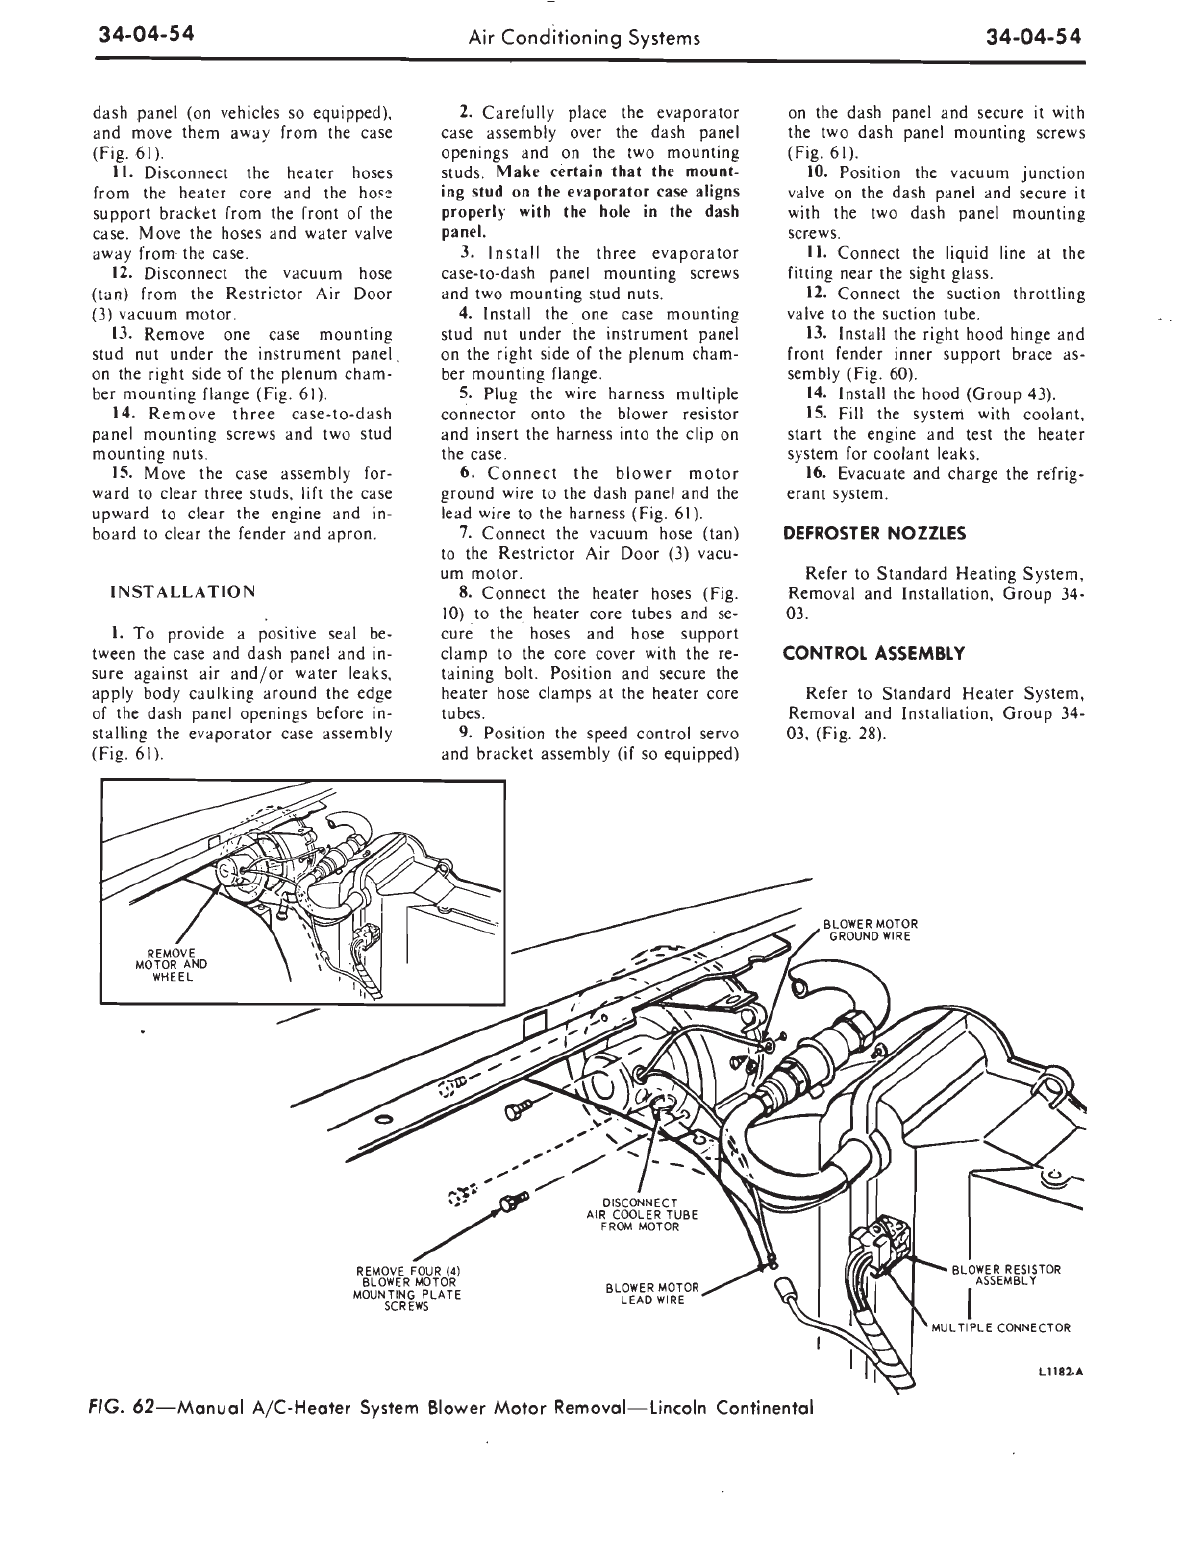 34-04-54
Air Conditioning Systems
34-04-54
dash panel (on vehicles so equipped),
and move them away from the case
(Fig. 61).
11. Disconnect the heater hoses
from the heater core and the hose
support bracket from the front of the
case. Move the hoses and water valve
away from the case.
12. Disconnect the vacuum hose
(tan) from the Restrictor Air Door
(3) vacuum motor.
13. Remove one case mounting
stud nut under the instrument panel
on the right side of the plenum cham-
ber mounting flange (Fig. 61).
14. Remove three case-to-dash
panel mounting screws and two stud
mounting nuts.
15. Move the case assembly for-
ward to clear three studs, lift the case
upward to clear the engine and in-
board to clear the fender and apron.
INSTALLATION
1. To provide a positive seal be-
tween the case and dash panel and in-
sure against air and/or water leaks,
apply body caulking around the edge
of the dash panel openings before in-
stalling the evaporator case assembly
(Fig. 61).
2. Carefully place the evaporator
case assembly over the dash panel
openings and on the two mounting
studs. Make certain that the mount-
ing stud on the evaporator case aligns
properly with the hole in the dash
panel.
3. Install the three evaporator
case-to-dash panel mounting screws
and two mounting stud nuts.
4. Install the one case mounting
stud nut under the instrument panel
on the right side of the plenum cham-
ber mounting flange.
5. Plug the wire harness multiple
connector onto the blower resistor
and insert the harness into the clip on
the case.
6. Connect the blower motor
ground wire to the dash panel and the
lead wire to the harness (Fig. 61).
7. Connect the vacuum hose (tan)
to the Restrictor Air Door (3) vacu-
um motor.
8. Connect the heater hoses (Fig.
10) to the heater core tubes and se-
cure the hoses and hose support
clamp to the core cover with the re-
taining bolt. Position and secure the
heater hose clamps at the heater core
tubes.
9. Position the speed control servo
and bracket assembly (if so equipped)
on the dash panel and secure it with
the two dash panel mounting screws
(Fig. 61).
10. Position the vacuum junction
valve on the dash panel and secure it
with the two dash panel mounting
screws.
11. Connect the liquid line at the
fitting near the sight glass.
12. Connect the suction throttling
valve to the suction tube.
13. Install the right hood hinge and
front fender inner support brace as-
sembly (Fig. 60).
14. Install the hood (Group 43).
15. Fill the system with coolant,
start the engine and test the heater
system for coolant leaks.
16. Evacuate and charge the refrig-
erant system.
DEFROSTER NOZZLES
Refer to Standard Heating System,
Removal and Installation, Group 34-
03.
CONTROL ASSEMBLY
Refer to Standard Heater System,
Removal and Installation, Group 34-
03, (Fig. 28).
REMOVE
MOTOR AND
WHEEL
BLOWER MOTOR
GROUND WIRE
DISCONNECT
AIR COOLER TUBE
FROM MOTOR
REMOVE FOUR (4)
BLOWER MOTOR
MOUNTING PLATE
SCREWS
BLOWER MOTOR
LEAD WIRE
BLOWER RESISTOR
ASSEMBLY
MULTIPLE CONNECTOR
L1182-A
FIG. 62—Manual A/C-Heater System Blower Motor Removal—Lincoln Continental